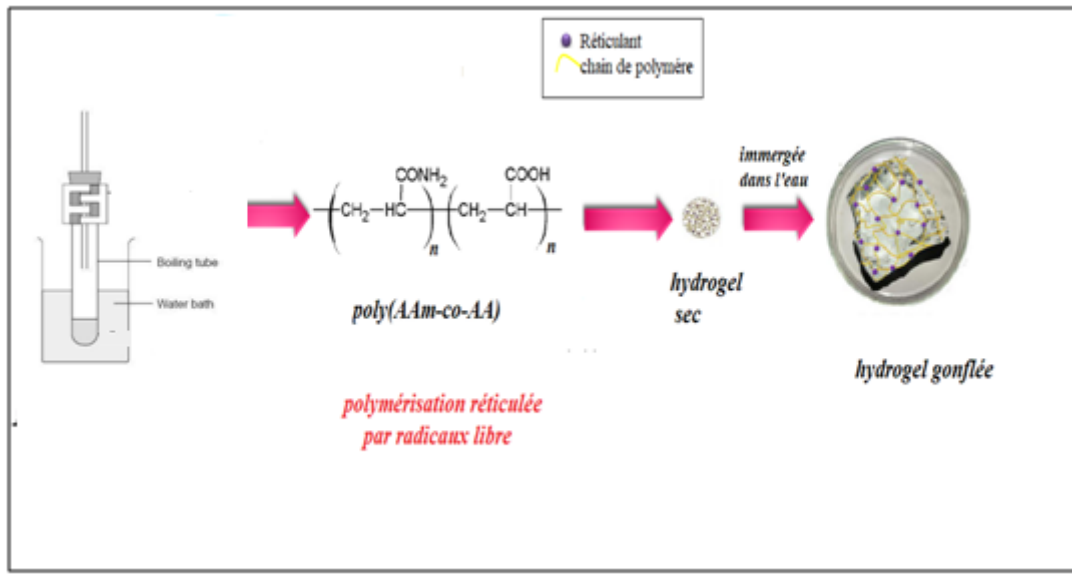 Réticulant
chain de polymére
immergée
dans l'eau
CONH₂
COOH
CH₂
HC
CH₂
CH
n
n
Boiling tube
Water bath
poly(AAm-co-AA)
hydrogel
sec
hydrogel gonflée
polymérisation réticulée
par radicaux libre